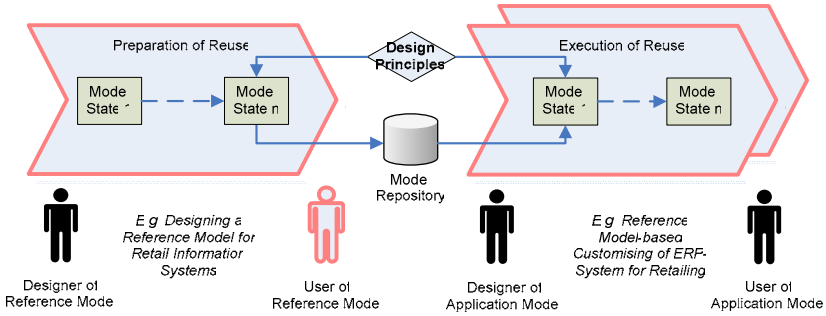 Preparation of Reuse
Design
Principles
Execution of Reuse
Mode
State 1
Mode
State n
Mode
State 1
Mode
State n
Mode
Repository
E.g. Designing a
Reference Model for
Retail Information
Systems
E.g. Reference
Model-based
Customising of ERP-
System for Retailing
Designer of
Reference Mode
User of
Reference Mode
Designer of
Application Mode
User of
Application Mode